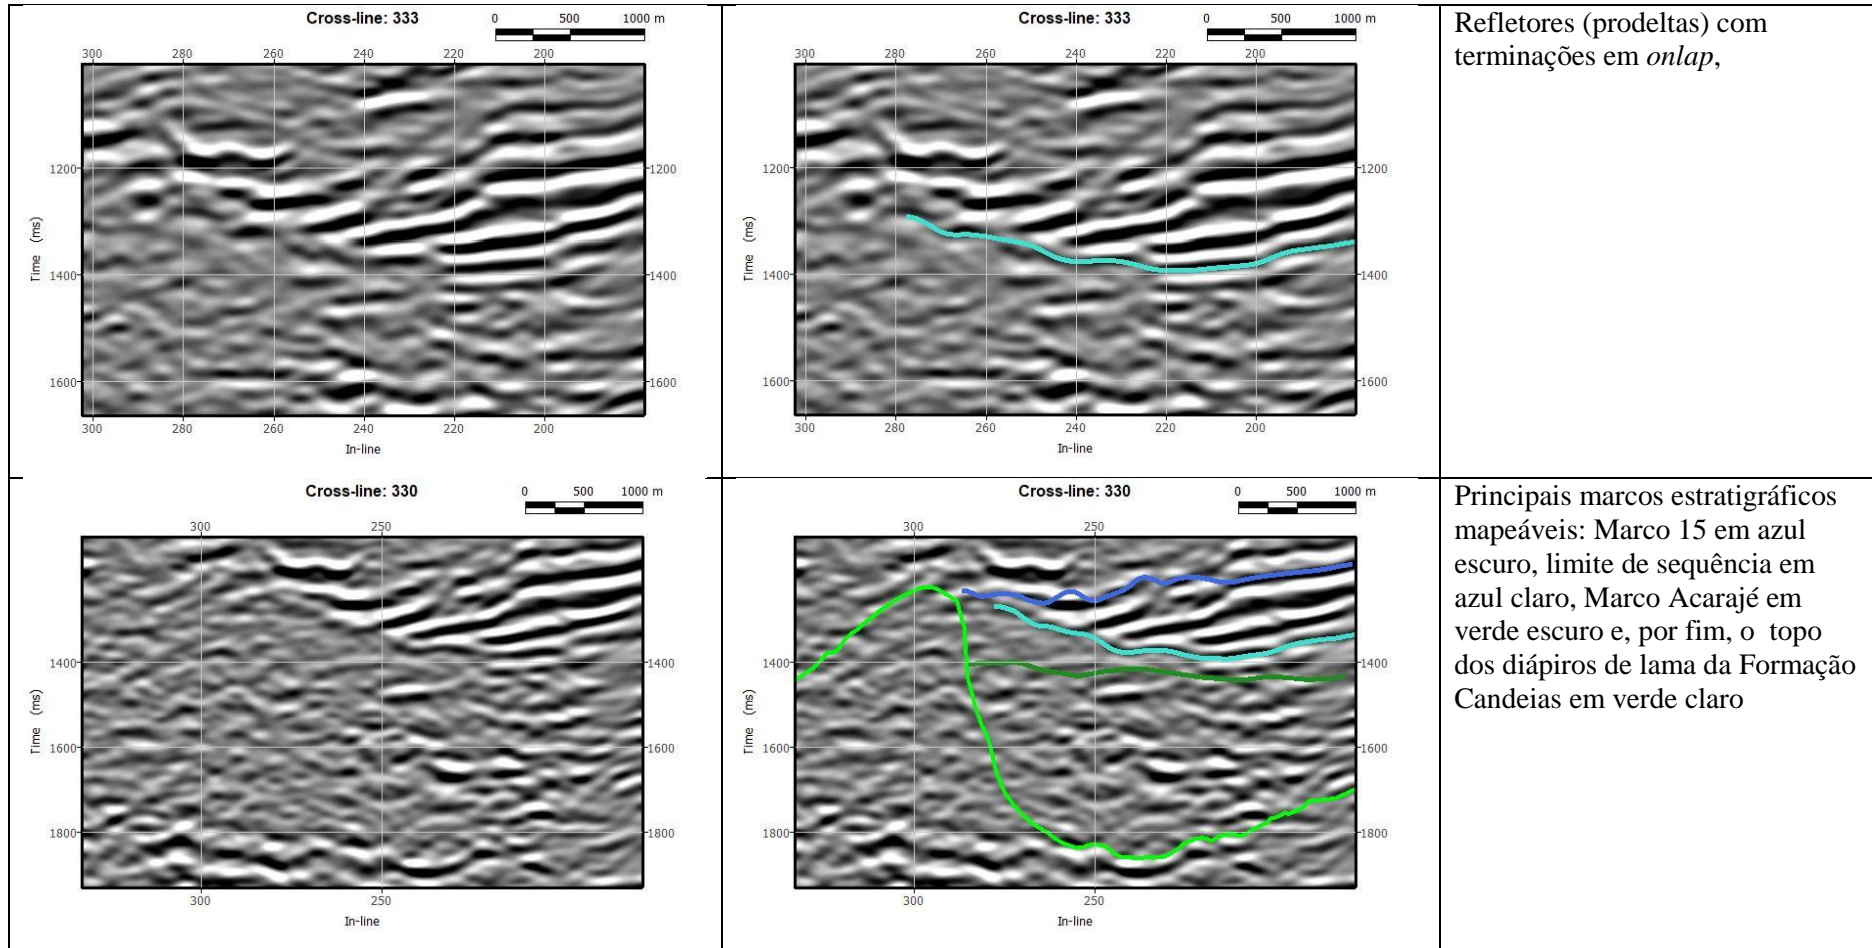 Cross-line: 333
0 500 1000 m
300 280 260 240 220 200
1200 1200
Time (ms)
1400 1400
1600 1600
300 280 260 240 220 200
In-line
Cross-line: 333
0 500 1000 m
300 280 260 240 220 200
1200 1200
Time (ms)
1400 1400
1600 1600
300 280 260 240 220 200
In-line
Refletores (prodeltas) com
terminações em onlap,
Cross-line: 330
0 500 1000 m
300 250
1400 1400
Time (ms)
1600 1600
1800 1800
300 250
In-line
Cross-line: 330
0 500 1000 m
300 250
1400 1400
Time (ms)
1600 1600
1800 1800
300 250
In-line
Principais marcos estratigráficos
mapeáveis: Marco 15 em azul
escuro, limite de sequência em
azul claro, Marco Acarajé em
verde escuro e, por fim, o topo
dos diápiros de lama da Formação
Candeias em verde claro